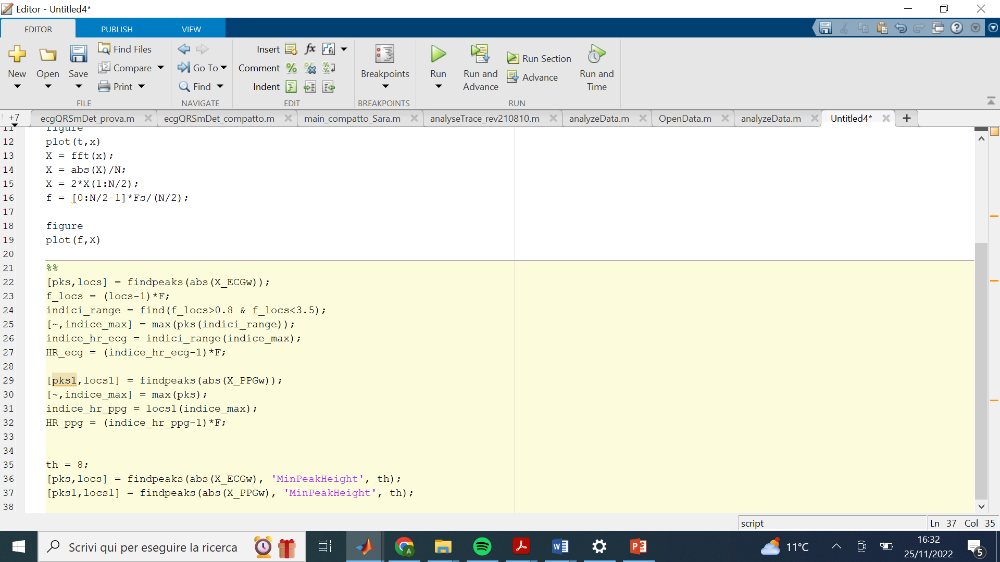 Editor - Untitled4*
EDITOR PUBLISH VIEW
New Open Save Find Files Compare Print FILE
Go To Find NAVIGATE
Insert fx Comment Indent EDIT
Breakpoints BREAKPOINTS
Run Run and Advance Run Section Advance Run and Time RUN
+7 ecgQRSmDet_prova.m ecgQRSmDet_compatto.m main_compatto_Sara.m analyseTrace_rev210810.m analyzeData.m OpenData.m analyzeData.m Untitled4* +
11 figure
12 plot(t,x)
13 X = fft(x);
14 X = abs(X)/N;
15 X = 2*X(1:N/2);
16 f = [0:N/2-1]*Fs/(N/2);
17
18 figure
19 plot(f,X)
20
21 %%
22 [pks,locs] = findpeaks(abs(X_ECGw));
23 f_locs = (locs-1)*F;
24 indici_range = find(f_locs>0.8 & f_locs<3.5);
25 [~,indice_max] = max(pks(indici_range));
26 indice_hr_ecg = indici_range(indice_max);
27 HR_ecg = (indice_hr_ecg-1)*F;
28
29 [pks1,locs1] = findpeaks(abs(X_PPGw));
30 [~,indice_max] = max(pks);
31 indice_hr_ppg = locs1(indice_max);
32 HR_ppg = (indice_hr_ppg-1)*F;
33
34
35 th = 8;
36 [pks,locs] = findpeaks(abs(X_ECGw), 'MinPeakHeight', th);
37 [pks1,locs1] = findpeaks(abs(X_PPGw), 'MinPeakHeight', th);
38
script Ln 37 Col 35
Scrivi qui per eseguire la ricerca
11°C
16:32
25/11/2022
5